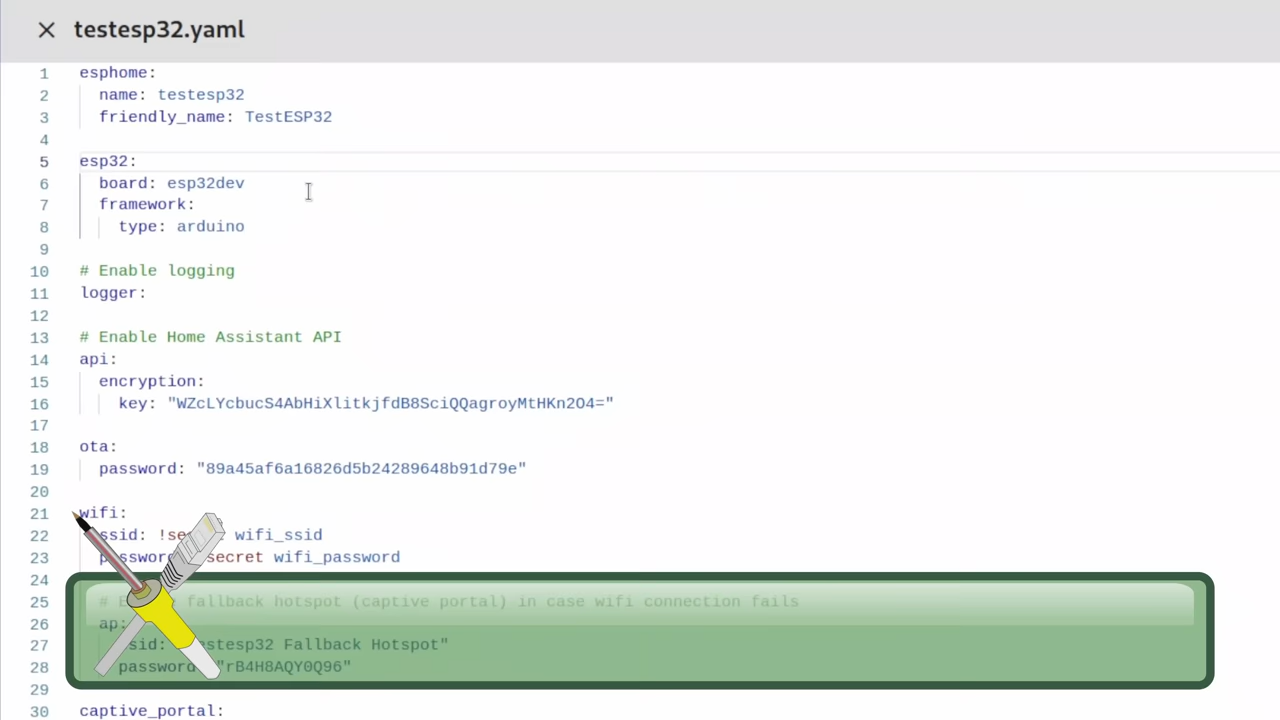 testesp32.yaml
1 esphome:
2 name: testesp32
3 friendly_name: TestESP32
4
5 esp32:
6 board: esp32dev
7 framework:
8 type: arduino
9
10 # Enable logging
11 logger:
12
13 # Enable Home Assistant API
14 api:
15 encryption:
16 key: "WZcLYcbucS4AbHiXlitkjfdB8SciQQagroyMtHKn2O4="
17
18 ota:
19 password: "89a45af6a16826d5b24289648b91d79e"
20
21 wifi:
22 ssid: wifi_ssid
23 secret wifi_password
24
25 # fallback hotspot (captive portal) in case wifi connection fails
26 ap:
27 Fallback Hotspot"
28 password "rB4H8AQY0Q96"
29
30 captive_portal: